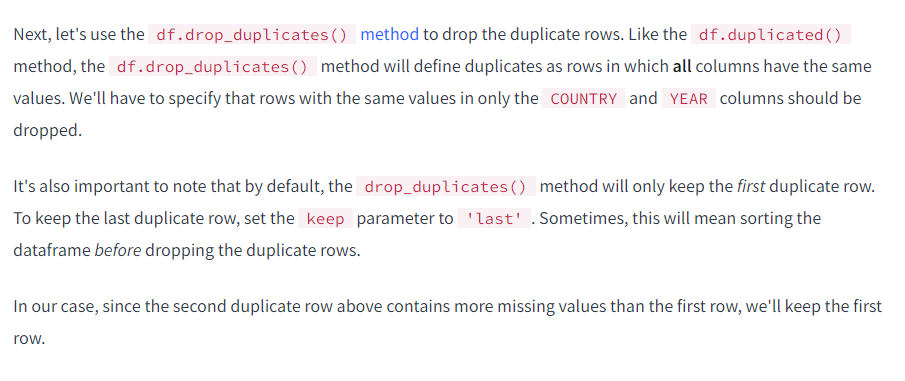 Next, let's use the df.drop_duplicates() method to drop the duplicate rows. Like the df.duplicated()
method, the df.drop_duplicates() method will define duplicates as rows in which all columns have the same
values. We'll have to specify that rows with the same values in only the COUNTRY and YEAR columns should be
dropped.
It's also important to note that by default, the drop_duplicates() method will only keep the first duplicate row.
To keep the last duplicate row, set the keep parameter to 'last' . Sometimes, this will mean sorting the
dataframe before dropping the duplicate rows.
In our case, since the second duplicate row above contains more missing values than the first row, we'll keep the first
row.